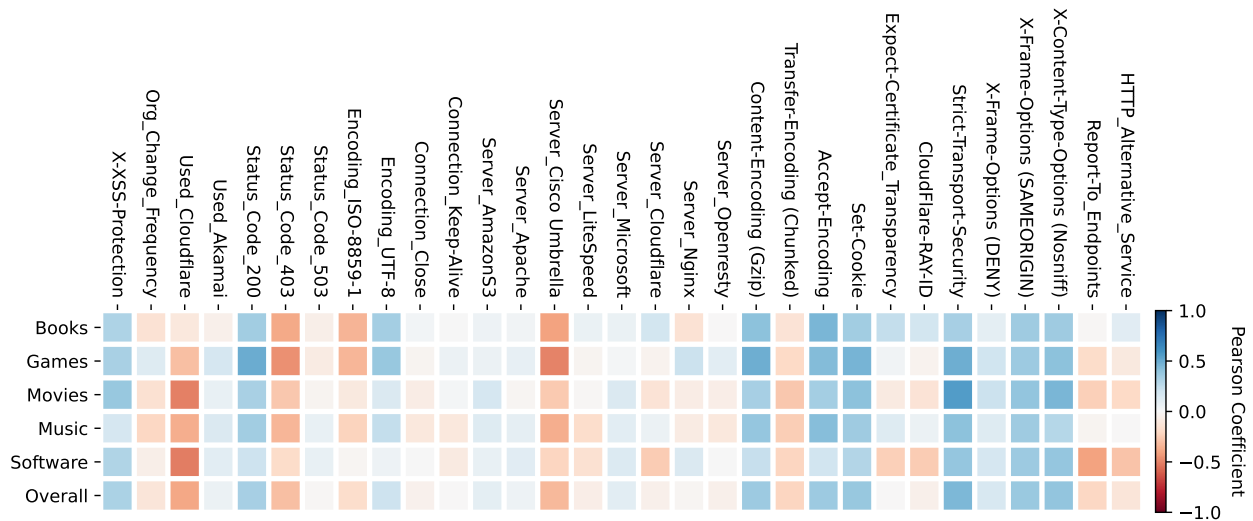 X-XSS-Protection
Org_Change_Frequency
Used_Cloudflare
Used_Akamai
Status_Code_200
Status_Code_403
Status_Code_503
Encoding_ISO-8859-1
Encoding_UTF-8
Connection_Close
Connection_Keep-Alive
Server_AmazonS3
Server_Apache
Server_Cisco Umbrella
Server_LiteSpeed
Server_Microsoft
Server_Cloudflare
Server_Nginx
Server_Openresty
Content-Encoding (Gzip)
Transfer-Encoding (Chunked)
Accept-Encoding
Set-Cookie
Expect-Certificate_Transparency
CloudFlare-RAY-ID
Strict-Transport-Security
X-Frame-Options (DENY)
X-Frame-Options (SAMEORIGIN)
X-Content-Type-Options (Nosniff)
Report-To_Endpoints
HTTP_Alternative_Service
Books
Games
Movies
Music
Software
Overall
1.0
0.5
0.0
−0.5
−1.0
Pearson Coefficient